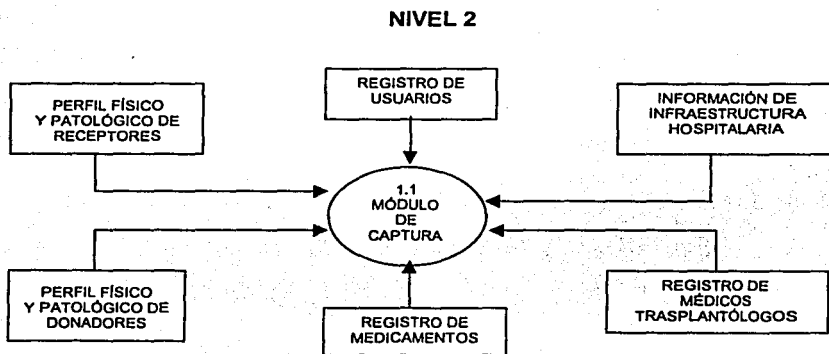 NIVEL 2
PERFIL FÍSICO
Y PATOLÓGICO DE
RECEPTORES
REGISTRO DE
USUARIOS
INFORMACIÓN DE
INFRAESTRUCTURA
HOSPITALARIA
1.1
MÓDULO
DE
CAPTURA
PERFIL FÍSICO
Y PATOLÓGICO DE
DONADORES
REGISTRO DE
MEDICAMENTOS
REGISTRO DE
MÉDICOS
TRASPLANTÓLOGOS